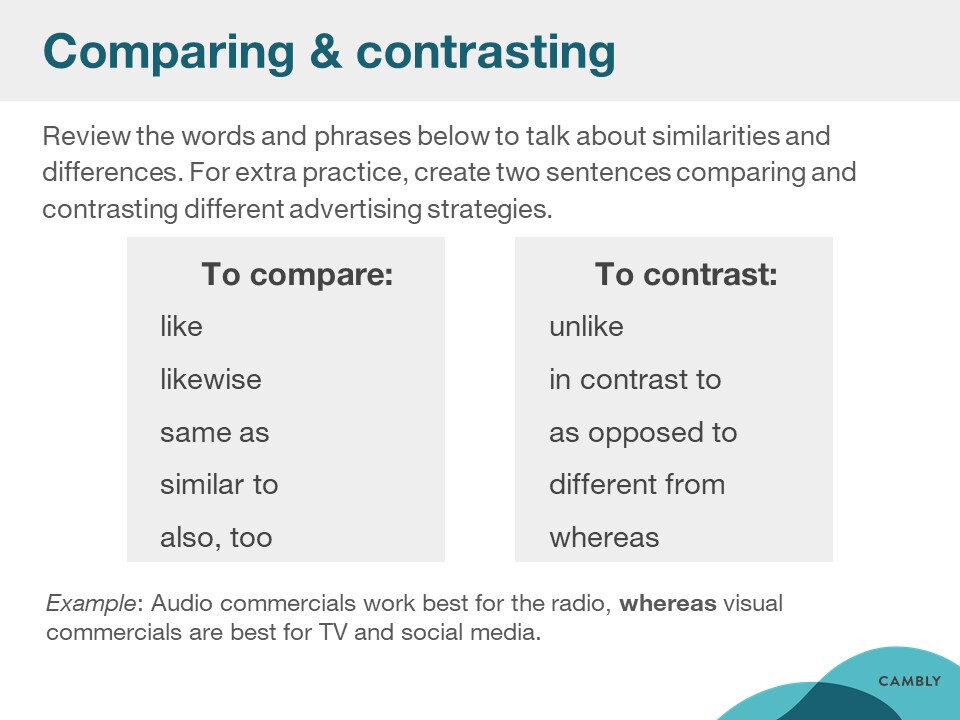 Comparing & contrasting
Review the words and phrases below to talk about similarities and
differences. For extra practice, create two sentences comparing and
contrasting different advertising strategies.
To compare:
like
likewise
same as
similar to
also, too
To contrast:
unlike
in contrast to
as opposed to
different from
whereas
Example: Audio commercials work best for the radio, whereas visual
commercials are best for TV and social media.
CAMBLY